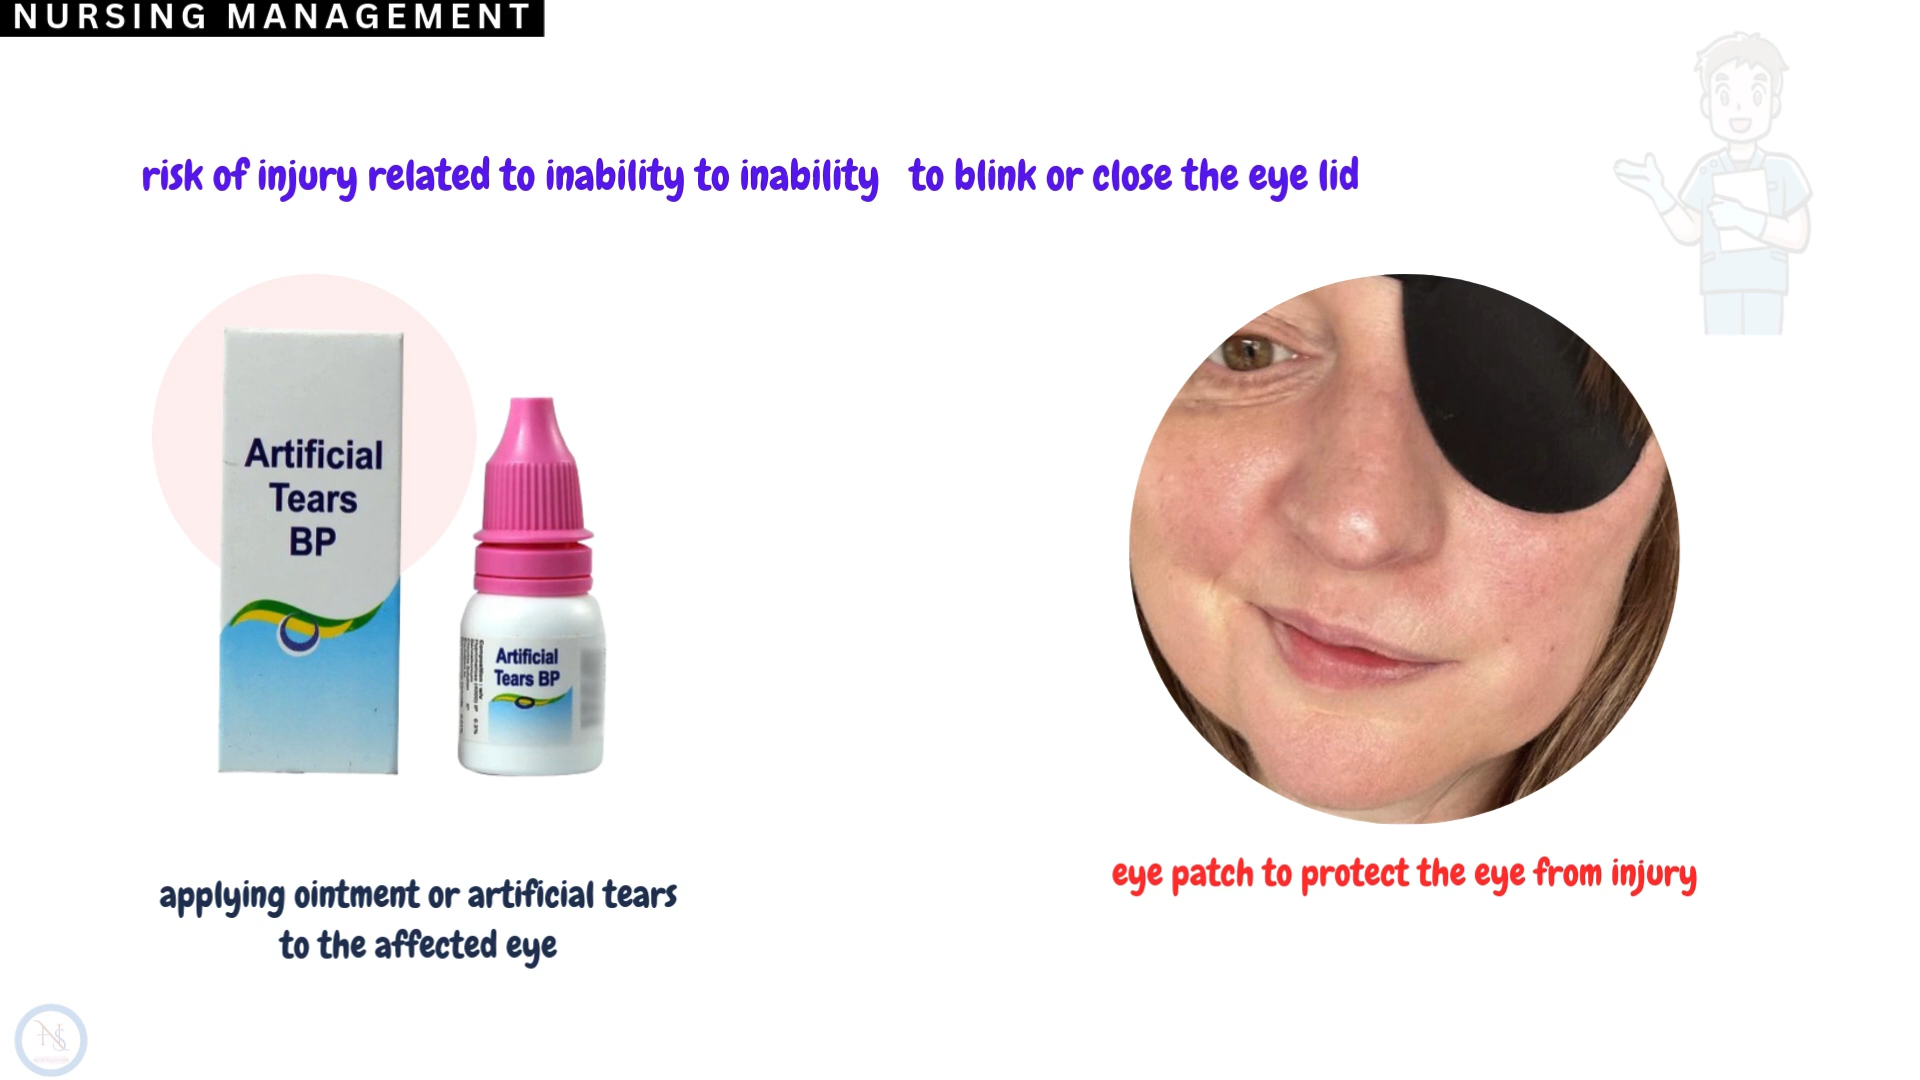 NURSING MANAGEMENT
risk of injury related to inability to inability to blink or close the eye lid
Artificial
Tears
BP
Artificial
Tears BP
applying ointment or artificial tears
to the affected eye
eye patch to protect the eye from injury